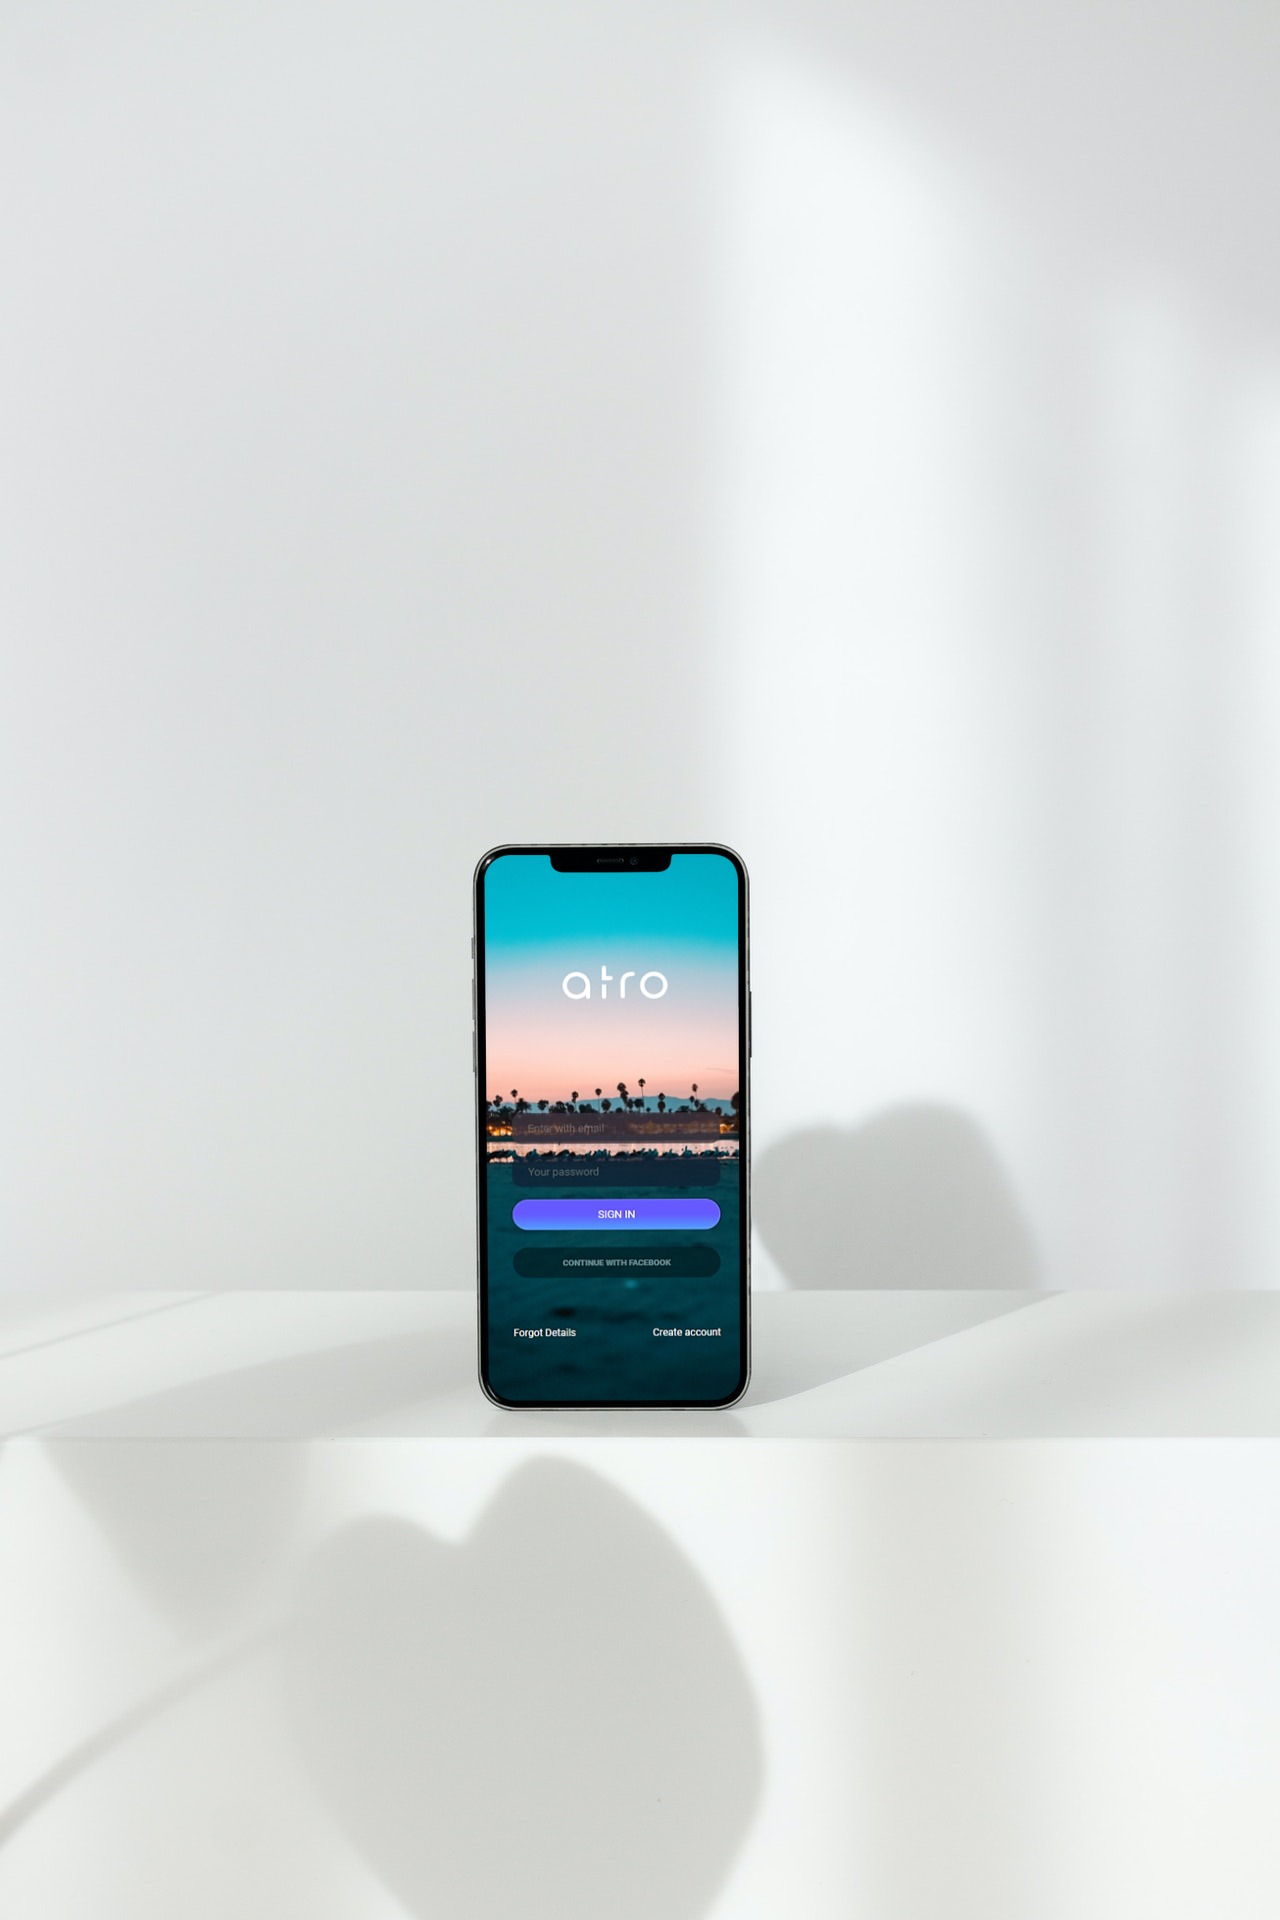 atro
Enter with email
Your password
SIGN IN
CONTINUE WITH FACEBOOK
Forgot Details
Create account